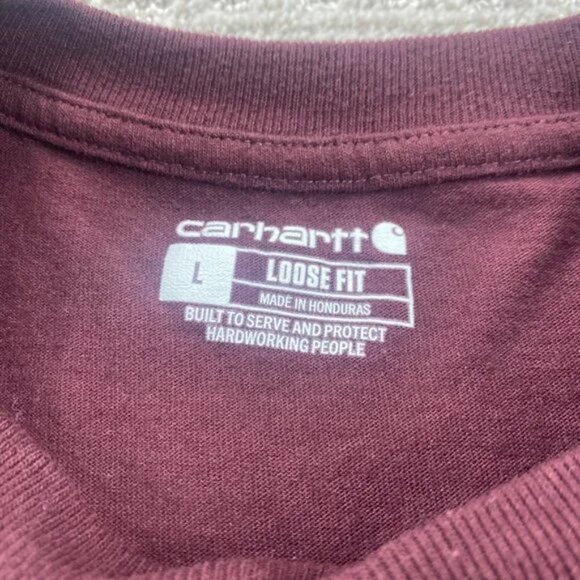 carhartt
L
LOOSE FIT
MADE IN HONDURAS
BUILT TO SERVE AND PROTECT
HARDWORKING PEOPLE